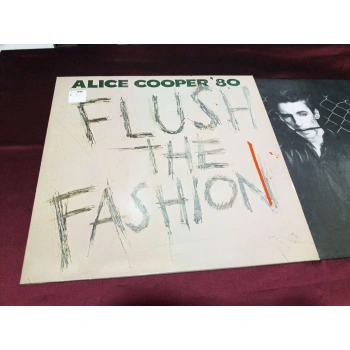 ALICE COOPER '80
FLUSH
THE
FASHION